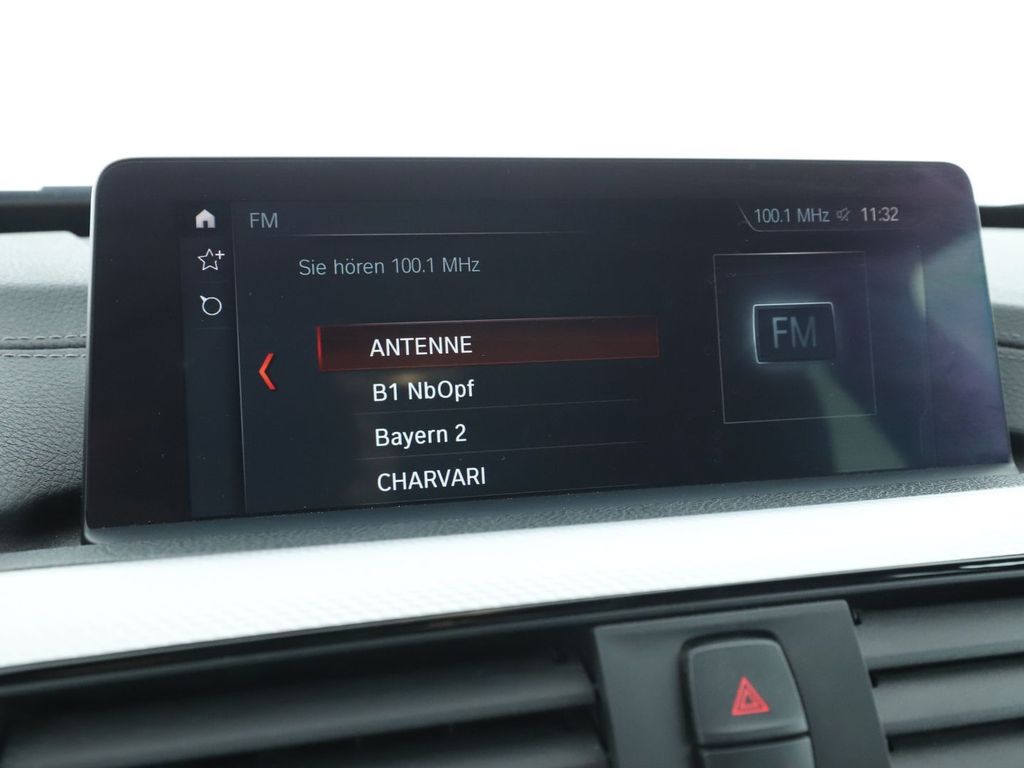 FM
100.1 MHz 11:32
Sie hören 100.1 MHz
FM
ANTENNE
B1 NbOpf
Bayern 2
CHARVARI